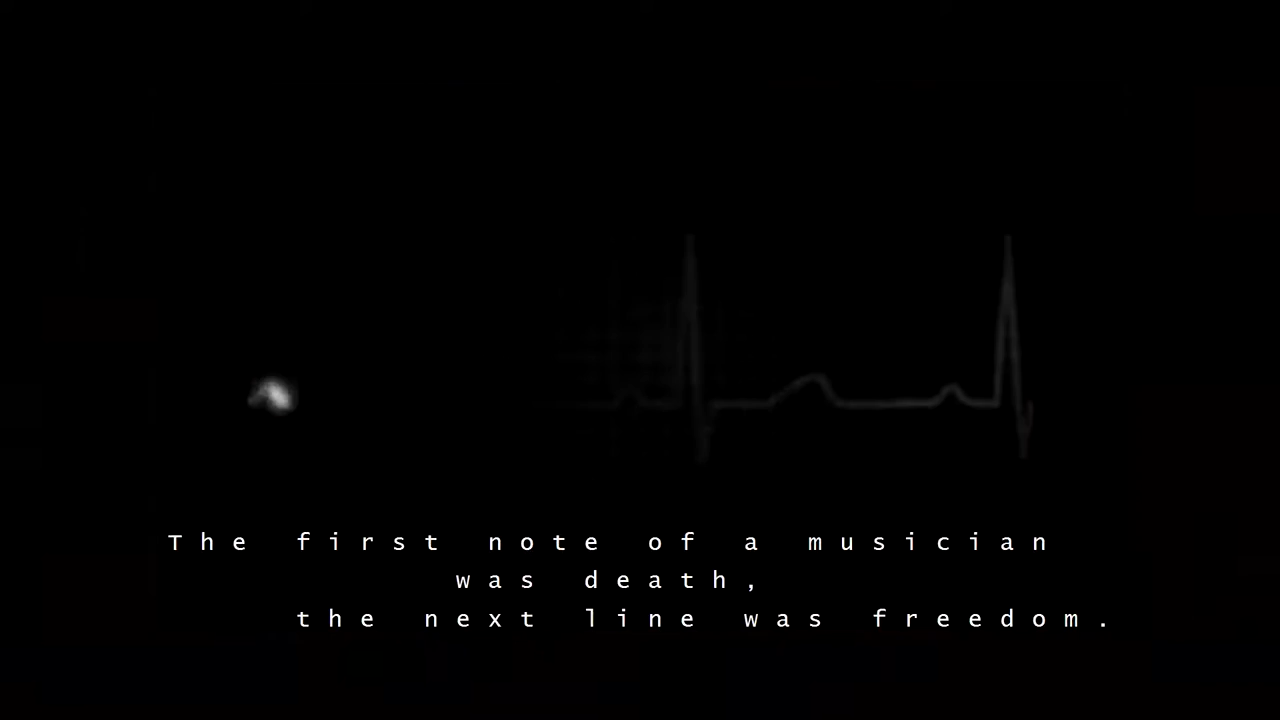 The first note of a musician
was death,
the next line was freedom.